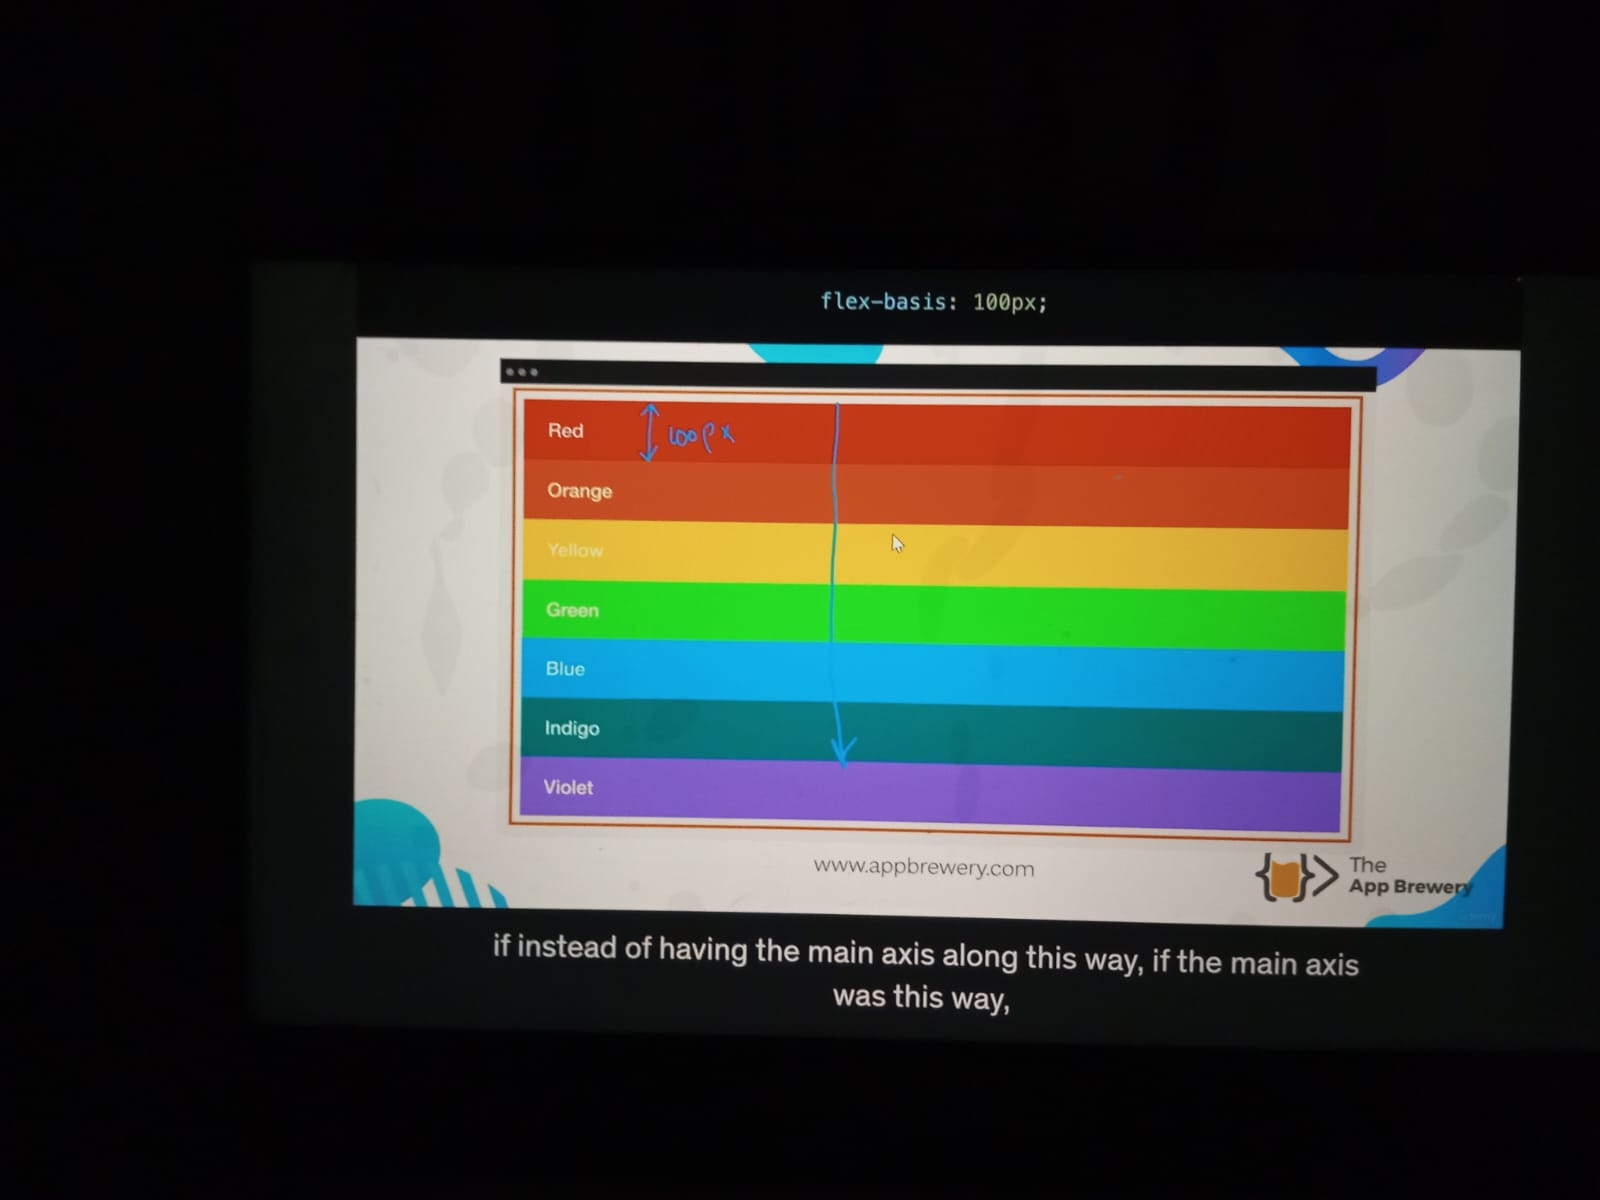 flex-basis: 100px;
Red
100px
Orange
Yellow
Green
Blue
Indigo
Violet
www.appbrewery.com
The
App Brewery
udemy
if instead of having the main axis along this way, if the main axis
was this way,